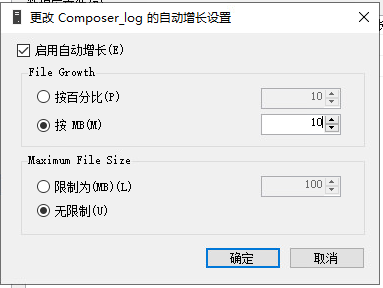 更改 Composer_log 的自动增长设置
启用自动增长(E)
File Growth
按百分比(P)
10
按 MB(M)
10
Maximum File Size
限制为(MB)(L)
100
无限制(U)
确定
取消